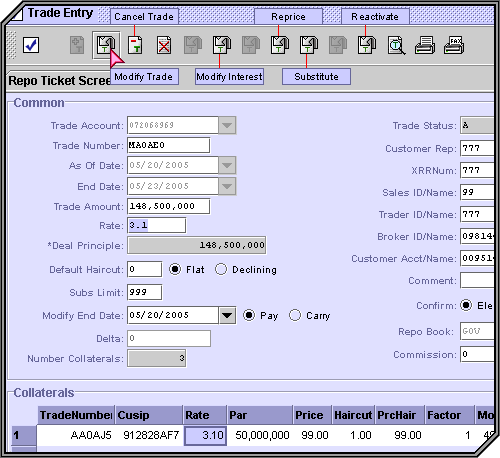 Trade Entry
Cancel Trade
Reprice
Reactivate
Modify Trade
Modify Interest
Substitute
Repo Ticket Scree
Common
Trade Account: 072068969
Trade Status: A
Trade Number: MA0AE0
Customer Rep: 777
As Of Date: 05/20/2005
XRRNum: 777
End Date: 05/23/2005
Sales ID/Name: 99
Trade Amount: 148,500,000
Trader ID/Name: 777
Rate: 3.1
Broker ID/Name: 09814
*Deal Principle: 148,500,000
Customer Acct/Name: 00951
Default Haircut: 0 Flat Declining
Comment:
Subs Limit: 999
Confirm: Ele
Modify End Date: 05/20/2005 Pay Carry
Repo Book: GOV
Delta: 0
Commission: 0
Number Collaterals: 3
Collaterals
TradeNumber Cusip Rate Par Price Haircut PrcHair Factor Mo
1 AA0AJ5 912828AF7 3.10 50,000,000 99.00 1.00 99.00 1 49